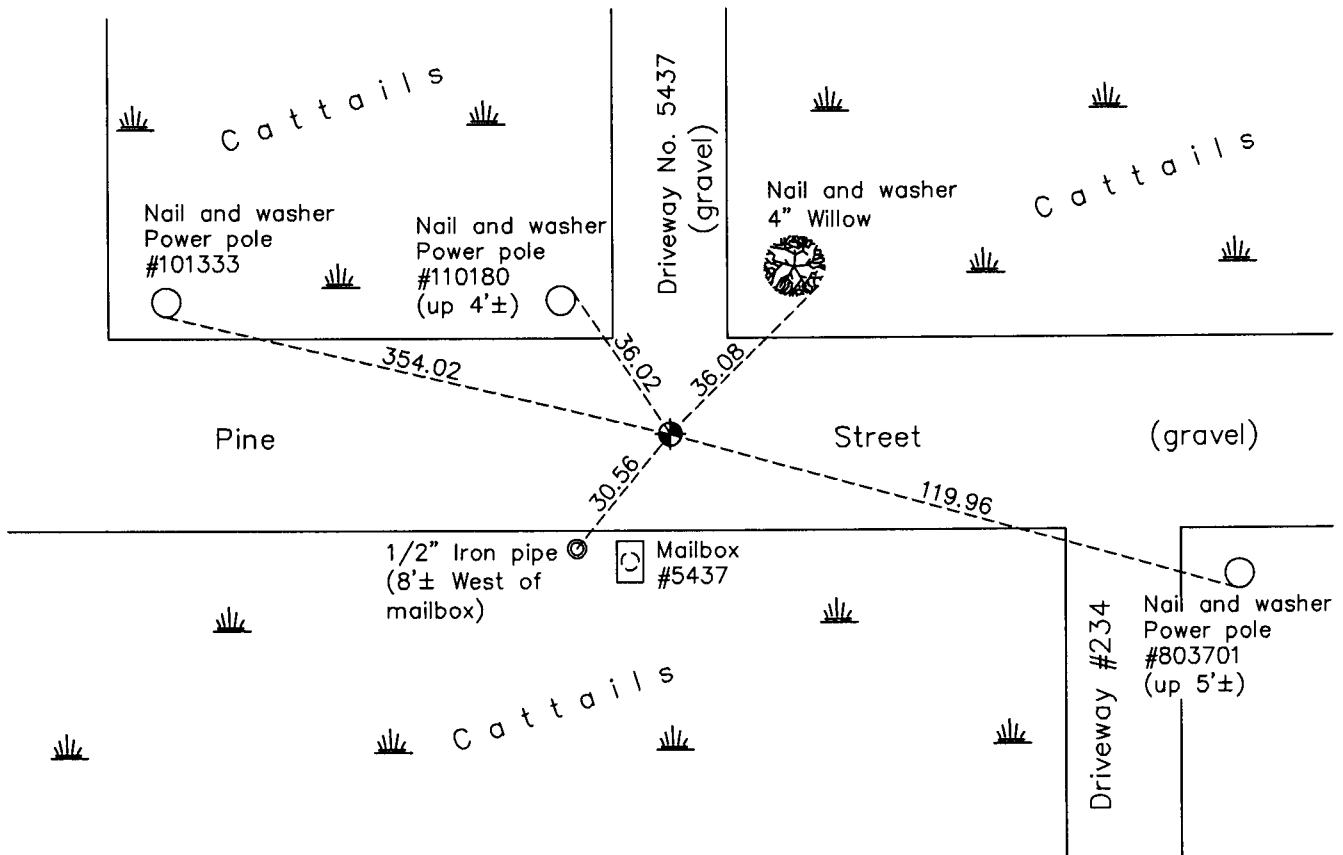 Cattails
Driveway No. 5437
(gravel)
Cattails
Nail and washer
Power pole
#101333
Nail and washer
Power pole
#110180
(up 4'±)
Nail and washer
4" Willow
354.02
36.02
36.08
Pine
Street
(gravel)
30.56
119.96
1/2" Iron pipe
(8'± West of
mailbox)
Mailbox
#5437
Nail and washer
Power pole
#803701
(up 5'±)
Driveway #234
Cattails